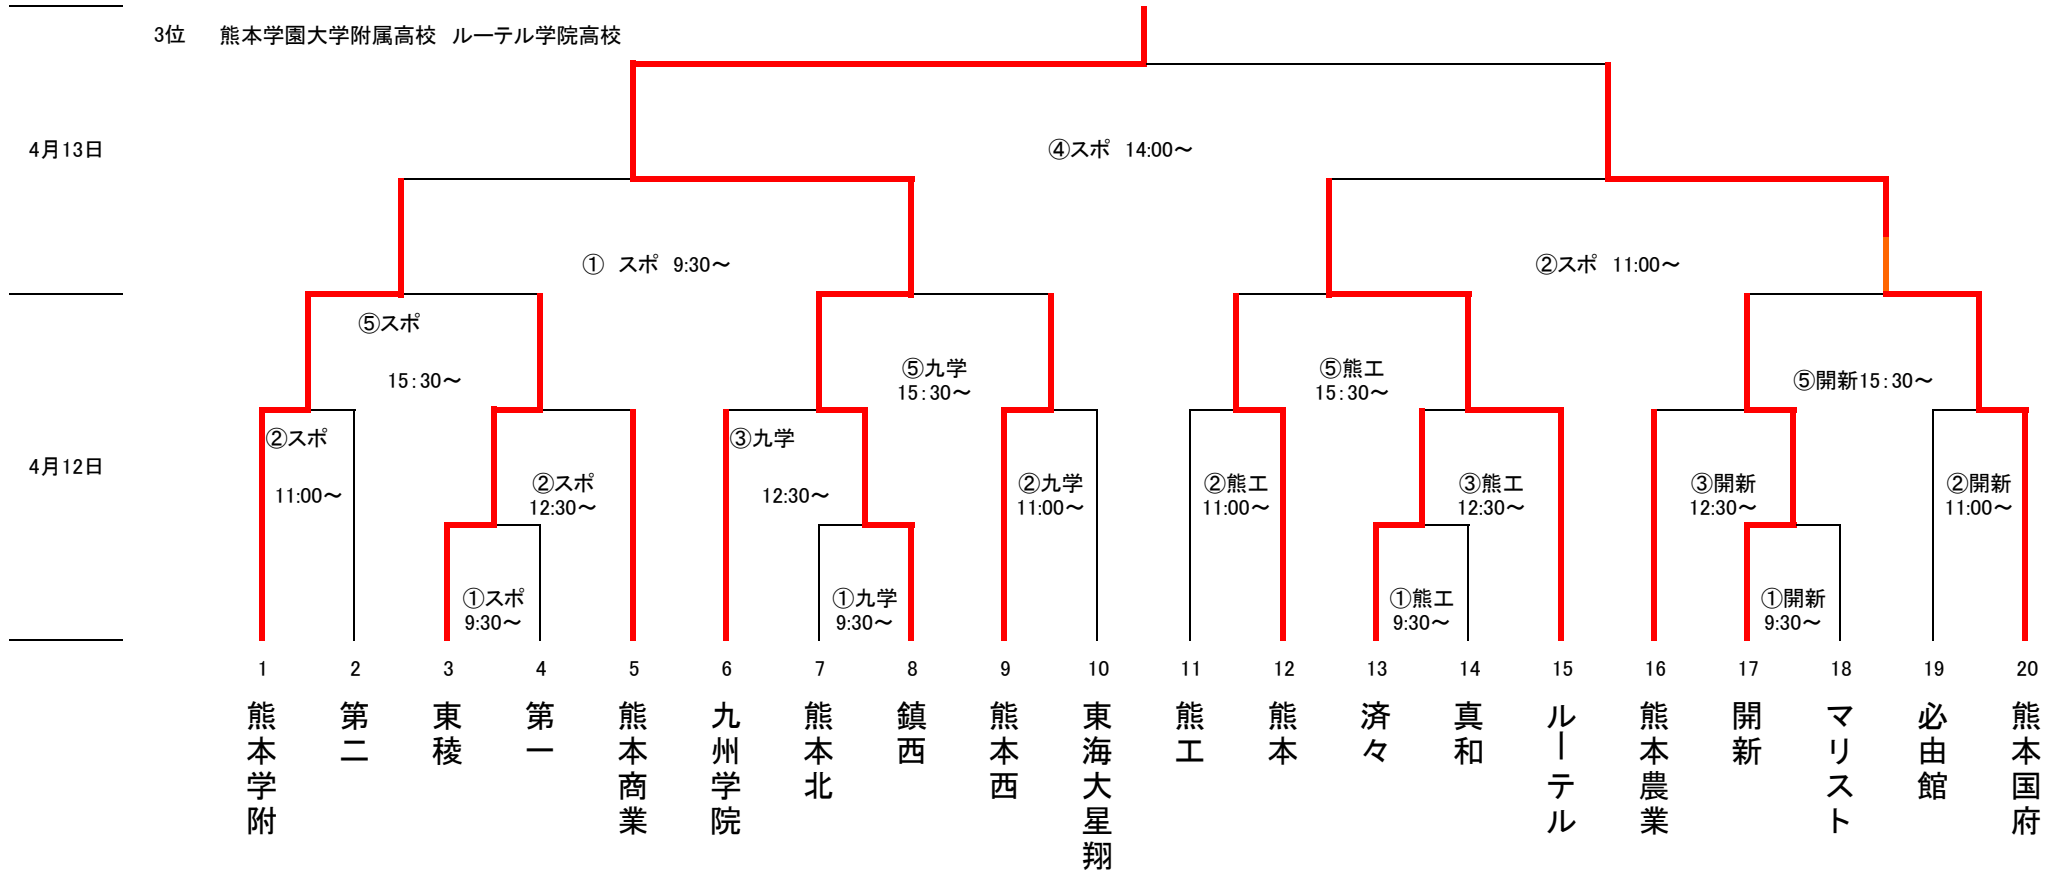 3位 熊本学園大学附属高校 ルーテル学院高校
4月13日
④スポ 14:00～
① スポ 9:30～
②スポ 11:00～
⑤スポ
15：30～
⑤九学
15：30～
⑤熊工
15：30～
⑤開新15：30～
4月12日
②スポ
11:00～
②スポ
12:30～
③九学
12:30～
②九学
11:00～
②熊工
11:00～
③熊工
12:30～
③開新
12:30～
②開新
11:00～
①スポ
9:30～
①九学
9:30～
①熊工
9:30～
①開新
9:30～
1 2 3 4 5 6 7 8 9 10 11 12 13 14 15 16 17 18 19 20
熊本学附
第二
東稜
第一
熊本商業
九州学院
熊本北
鎮西
熊本西
東海大星翔
熊工
熊本
済々
真和
ルーテル
熊本農業
開新
マリスト
必由館
熊本国府